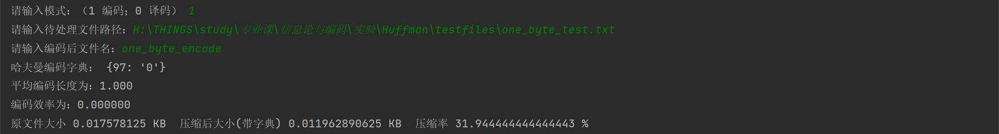 请输入模式：（1 编码；0 译码） 1
请输入待处理文件路径：H:\THINGS\study\专业课\信息论与编码\实验\Huffman\testfiles\one_byte_test.txt
请输入编码后文件名：one_byte_encode
哈夫曼编码字典： {97: '0'}
平均编码长度为：1.000
编码效率为：0.000000
原文件大小 0.017578125 KB  压缩后大小(带字典) 0.011962890625 KB  压缩率 31.944444444444443 %